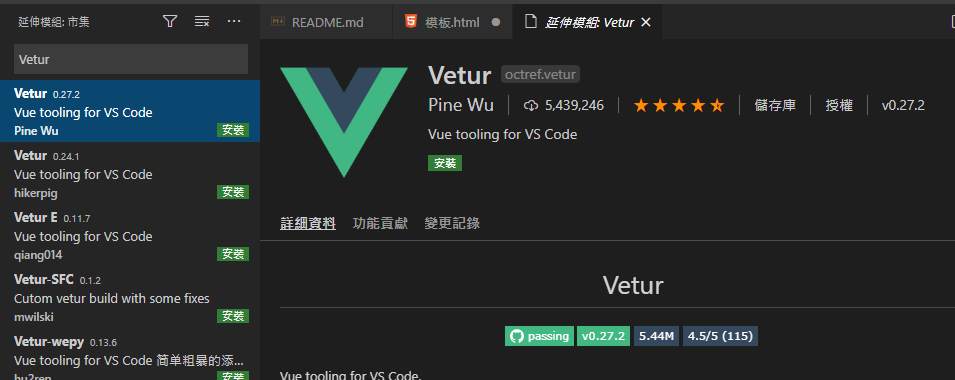 延伸模組: 市集
README.md
模板.html
延伸模組: Vetur
Vetur
Vetur 0.27.2
Vue tooling for VS Code
Pine Wu
安裝
Vetur 0.24.1
Vue tooling for VS Code
hikerpig
安裝
Vetur E 0.11.7
Vue tooling for VS Code
qiang014
安裝
Vetur-SFC 0.1.2
Cutom vetur build with some fixes
mwilski
安裝
Vetur-wepy 0.13.6
Vue tooling for VS Code 简单粗暴的添...
hu2ren
安裝
Vetur octref.vetur
Pine Wu 5,439,246 儲存庫 授權 v0.27.2
Vue tooling for VS Code
安裝
詳細資料 功能貢獻 變更記錄
Vetur
passing v0.27.2 5.44M 4.5/5 (115)
Vue tooling for VS Code.